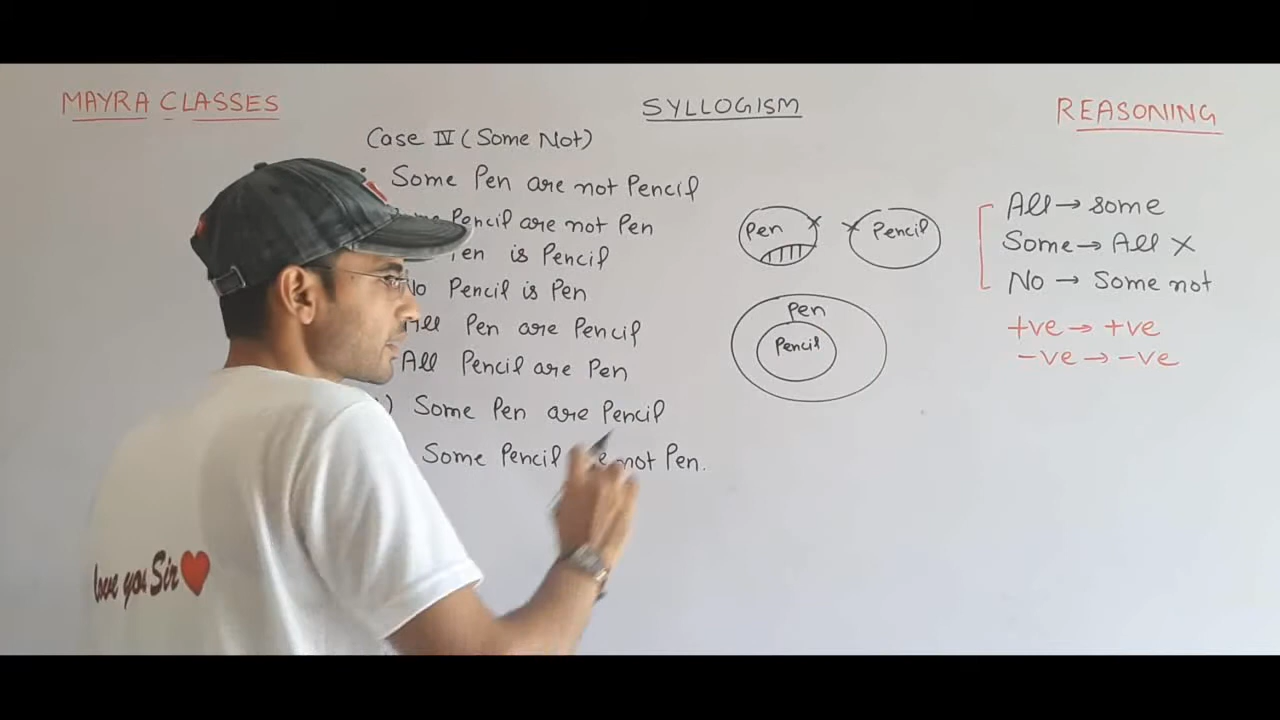 MAYRA CLASSES
SYLLOGISM
REASONING
Case IV (Some Not)
Some Pen are not Pencil
Pencil are not Pen
is Pencil
No Pencil is Pen
All Pen are Pencil
All Pencil are Pen
) Some Pen are Pencil
Some Pencil not Pen.
Pen
Pencil
Pen
Pencil
All → some
Some → All ×
No → Some not
+ve → +ve
-ve → -ve
love you Sir ❤